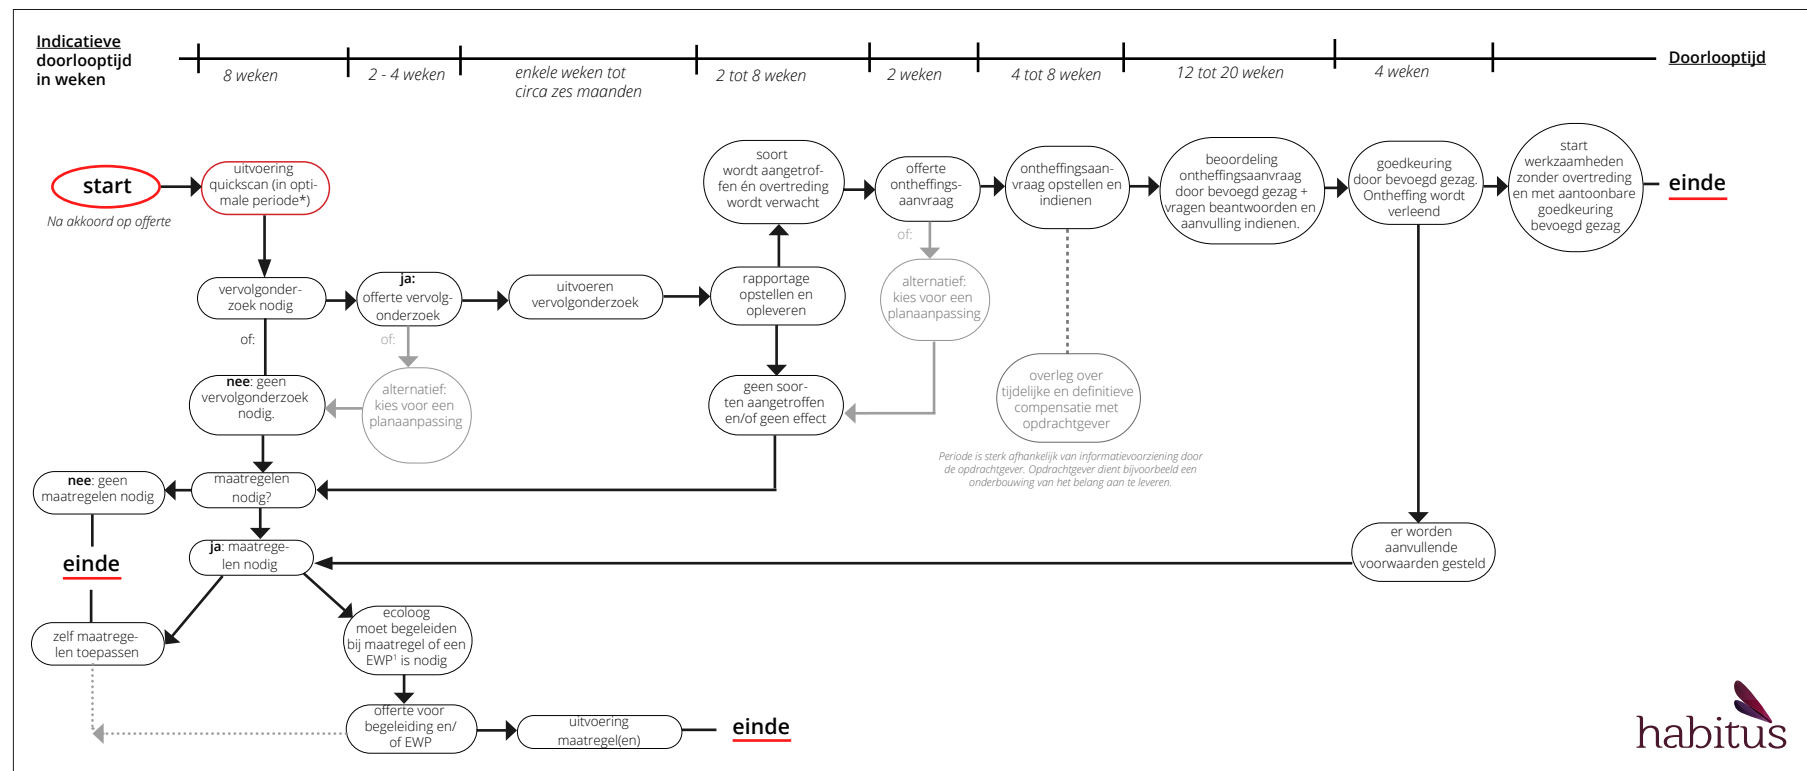 Indicatieve
doorlooptijd
in weken
8 weken
2 - 4 weken
enkele weken tot
circa zes maanden
2 tot 8 weken
2 weken
4 tot 8 weken
12 tot 20 weken
4 weken
Doorlooptijd
start
Na akkoord op offerte
uitvoering
quickscan (in opti-
male periode*)
soort
wordt aangetrof-
fen én overtreding
wordt verwacht
offerte
ontheffings-
aanvraag
ontheffingsaan-
vraag opstellen en
indienen
beoordeling
ontheffingsaanvraag
door bevoegd gezag +
vragen beantwoorden en
aanvulling indienen.
goedkeuring
door bevoegd gezag.
Ontheffing wordt
verleend
start
werkzaamheden
zonder overtreding
en met aantoonbare
goedkeuring
bevoegd gezag
einde
of:
vervolgonder-
zoek nodig
ja:
offerte vervolg-
onderzoek
uitvoeren
vervolgonderzoek
rapportage
opstellen en
opleveren
alternatief:
kies voor een
planaanpassing
of:
of:
nee: geen
vervolgonderzoek
nodig.
alternatief:
kies voor een
planaanpassing
geen soor-
ten aangetroffen
en/of geen effect
overleg over
tijdelijke en definitieve
compensatie met
opdrachtgever
Periode is sterk afhankelijk van informatievoorziening door
de opdrachtgever. Opdrachtgever dient bijvoorbeeld een
onderbouwing van het belang aan te leveren.
nee: geen
maatregelen nodig
maatregelen
nodig?
einde
ja: maatrege-
len nodig
er worden
aanvullende
voorwaarden gesteld
zelf maatrege-
len toepassen
ecoloog
moet begeleiden
bij maatregel of een
EWP¹ is nodig
offerte voor
begeleiding en/
of EWP
uitvoering
maatregel(en)
einde
habitus